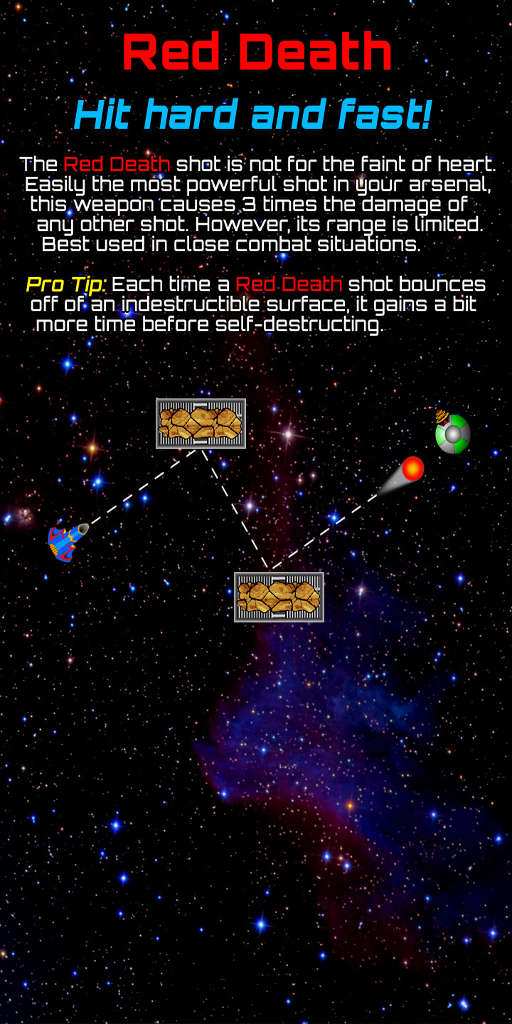 Red Death
Hit hard and fast!
The Red Death shot is not for the faint of heart.
Easily the most powerful shot in your arsenal,
this weapon causes 3 times the damage of
any other shot. However, its range is limited.
Best used in close combat situations.
Pro Tip: Each time a Red Death shot bounces
off of an indestructible surface, it gains a bit
more time before self-destructing.